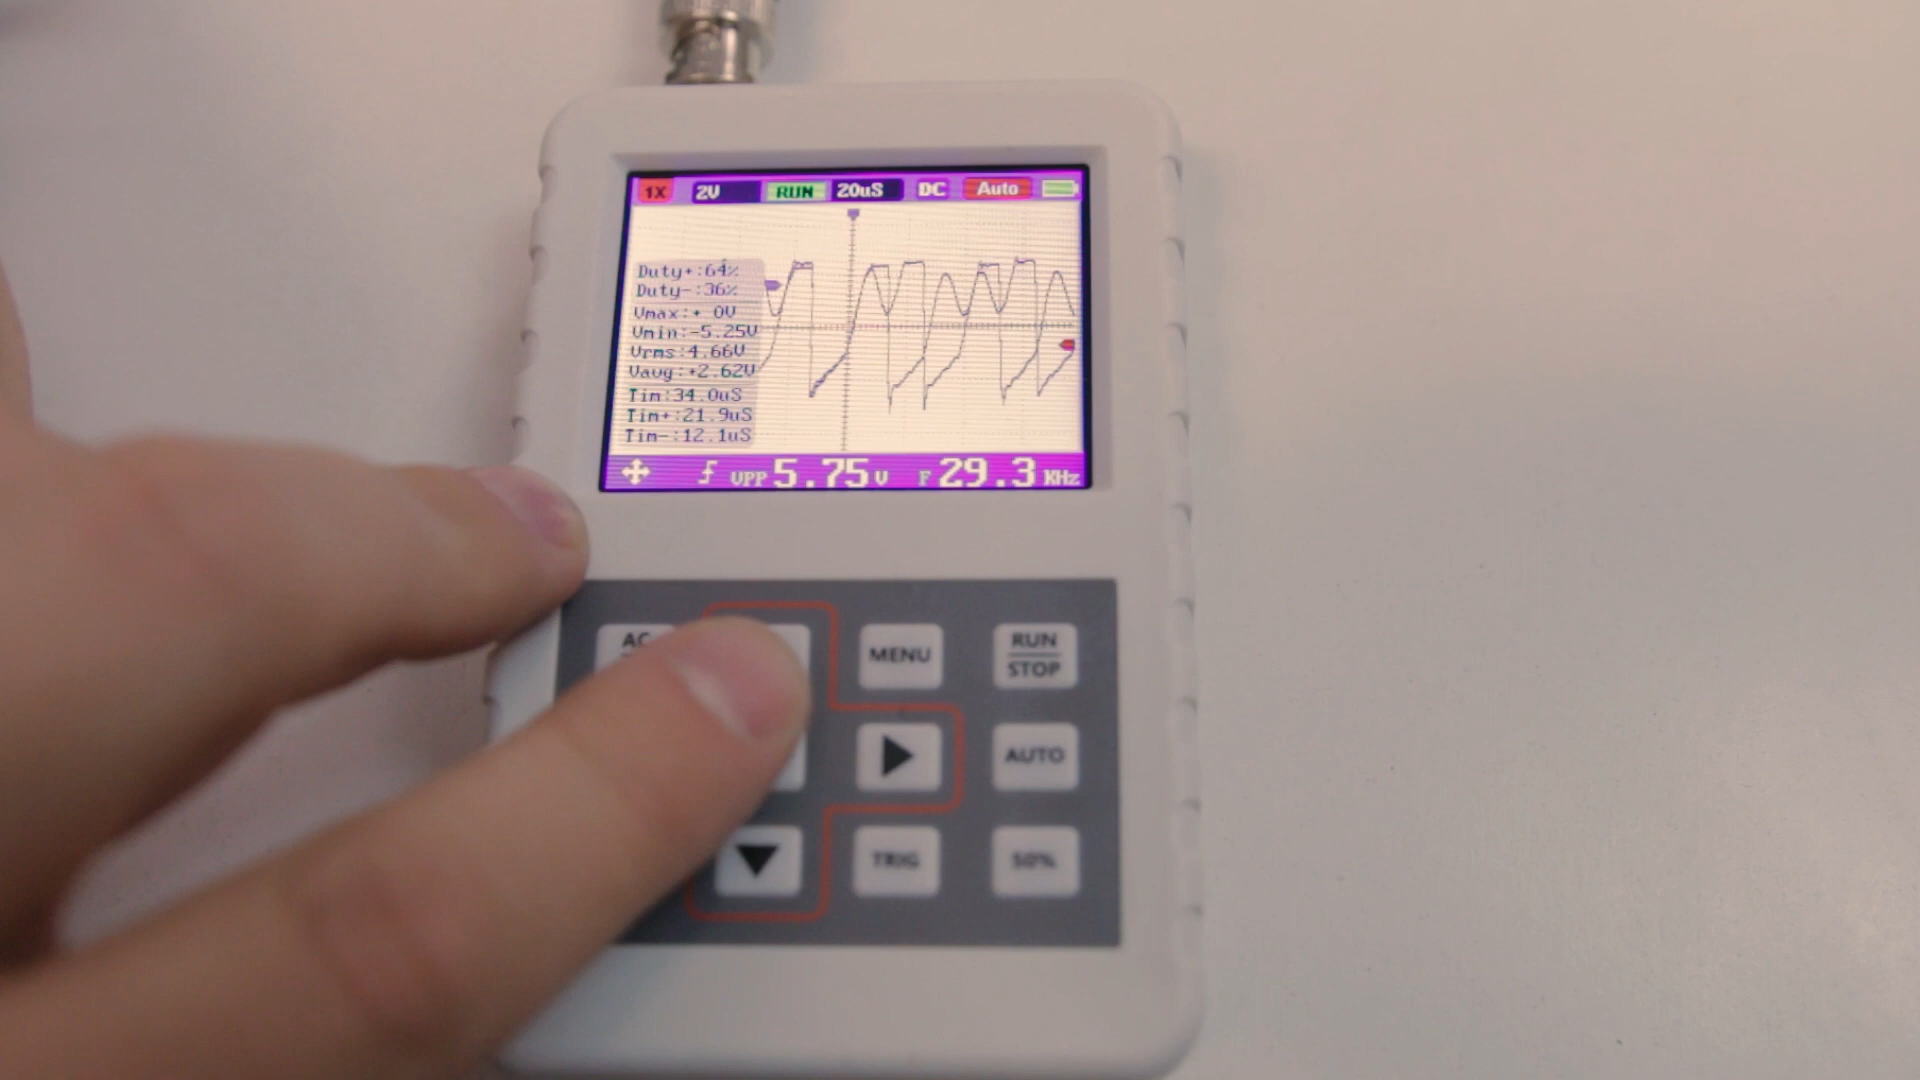 1X 2V RUN 20uS DC Auto
Duty+:64%
Duty-:36%
Vmax:+ 0V
Vmin:-5.25V
Vrms:4.66V
Vavg:+2.62V
Tim:34.0uS
Tim+:21.9uS
Tim-:12.1uS
VPP 5.75V F 29.3KHz
AC MENU RUN STOP
AUTO
TRIG 50%